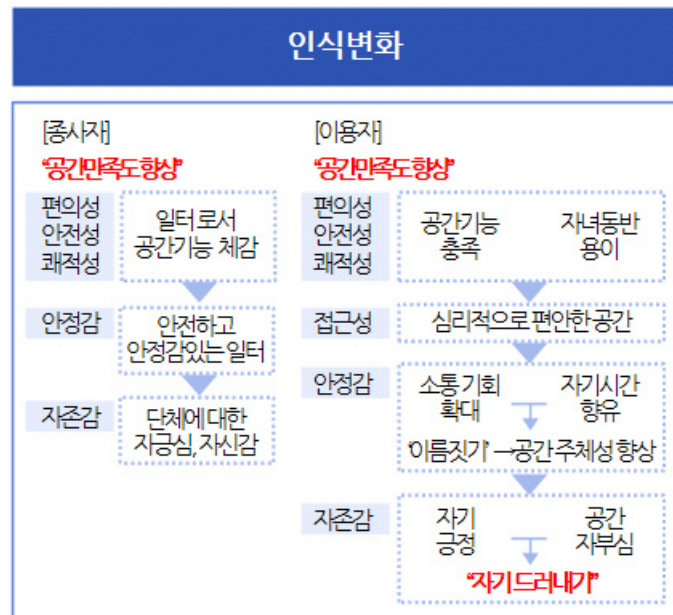 인식변화
[종사자]
"공간만족도향상"
편의성
안전성
쾌적성
일터로서
공간기능 체감
안정감
안전하고
안정감있는일터
자존감
단체에대한
자긍심, 자신감
[이용자]
"공간만족도향상"
편의성
안전성
쾌적성
공간기능
충족
자녀동반
용이
접근성
심리적으로 편안한 공간
안정감
소통 기회
확대
자기시간
향유
'이름짓기' → 공간 주체성 향상
자존감
자기
긍정
공간
자부심
"자기 드러내기"